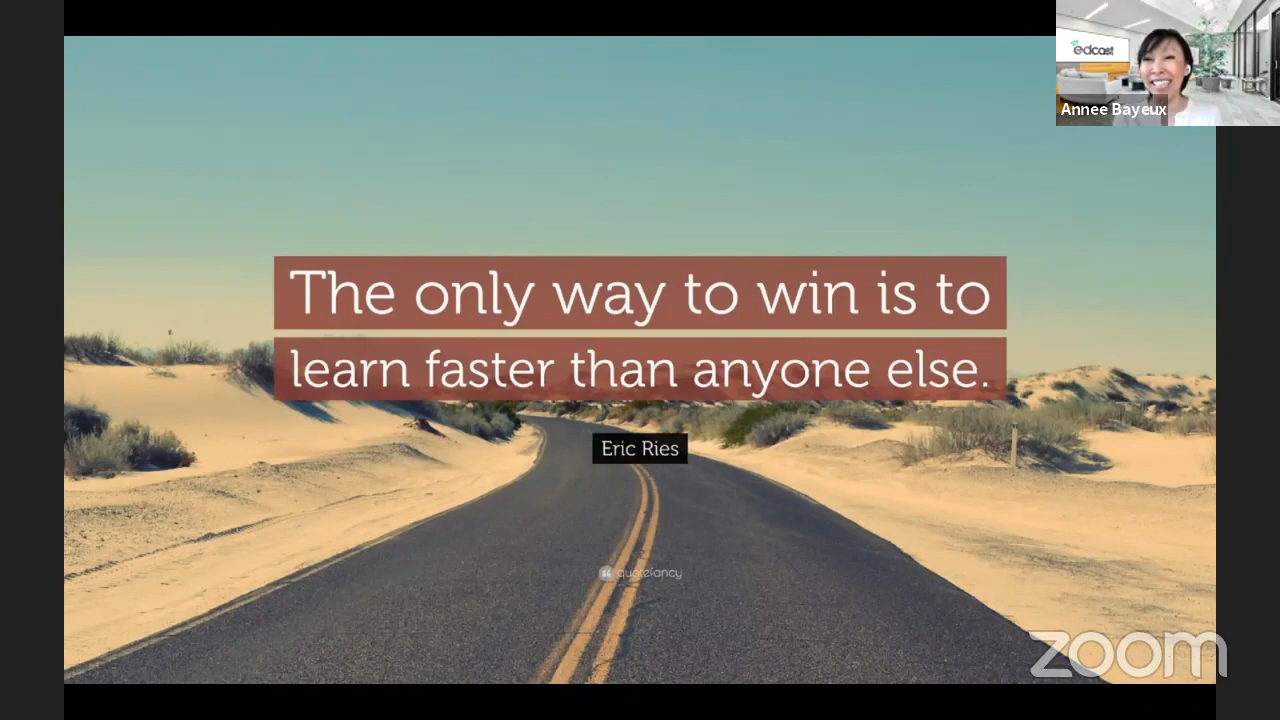 edcast
Annee Bayeux
The only way to win is to
learn faster than anyone else.
Eric Ries
quotefancy
zoom